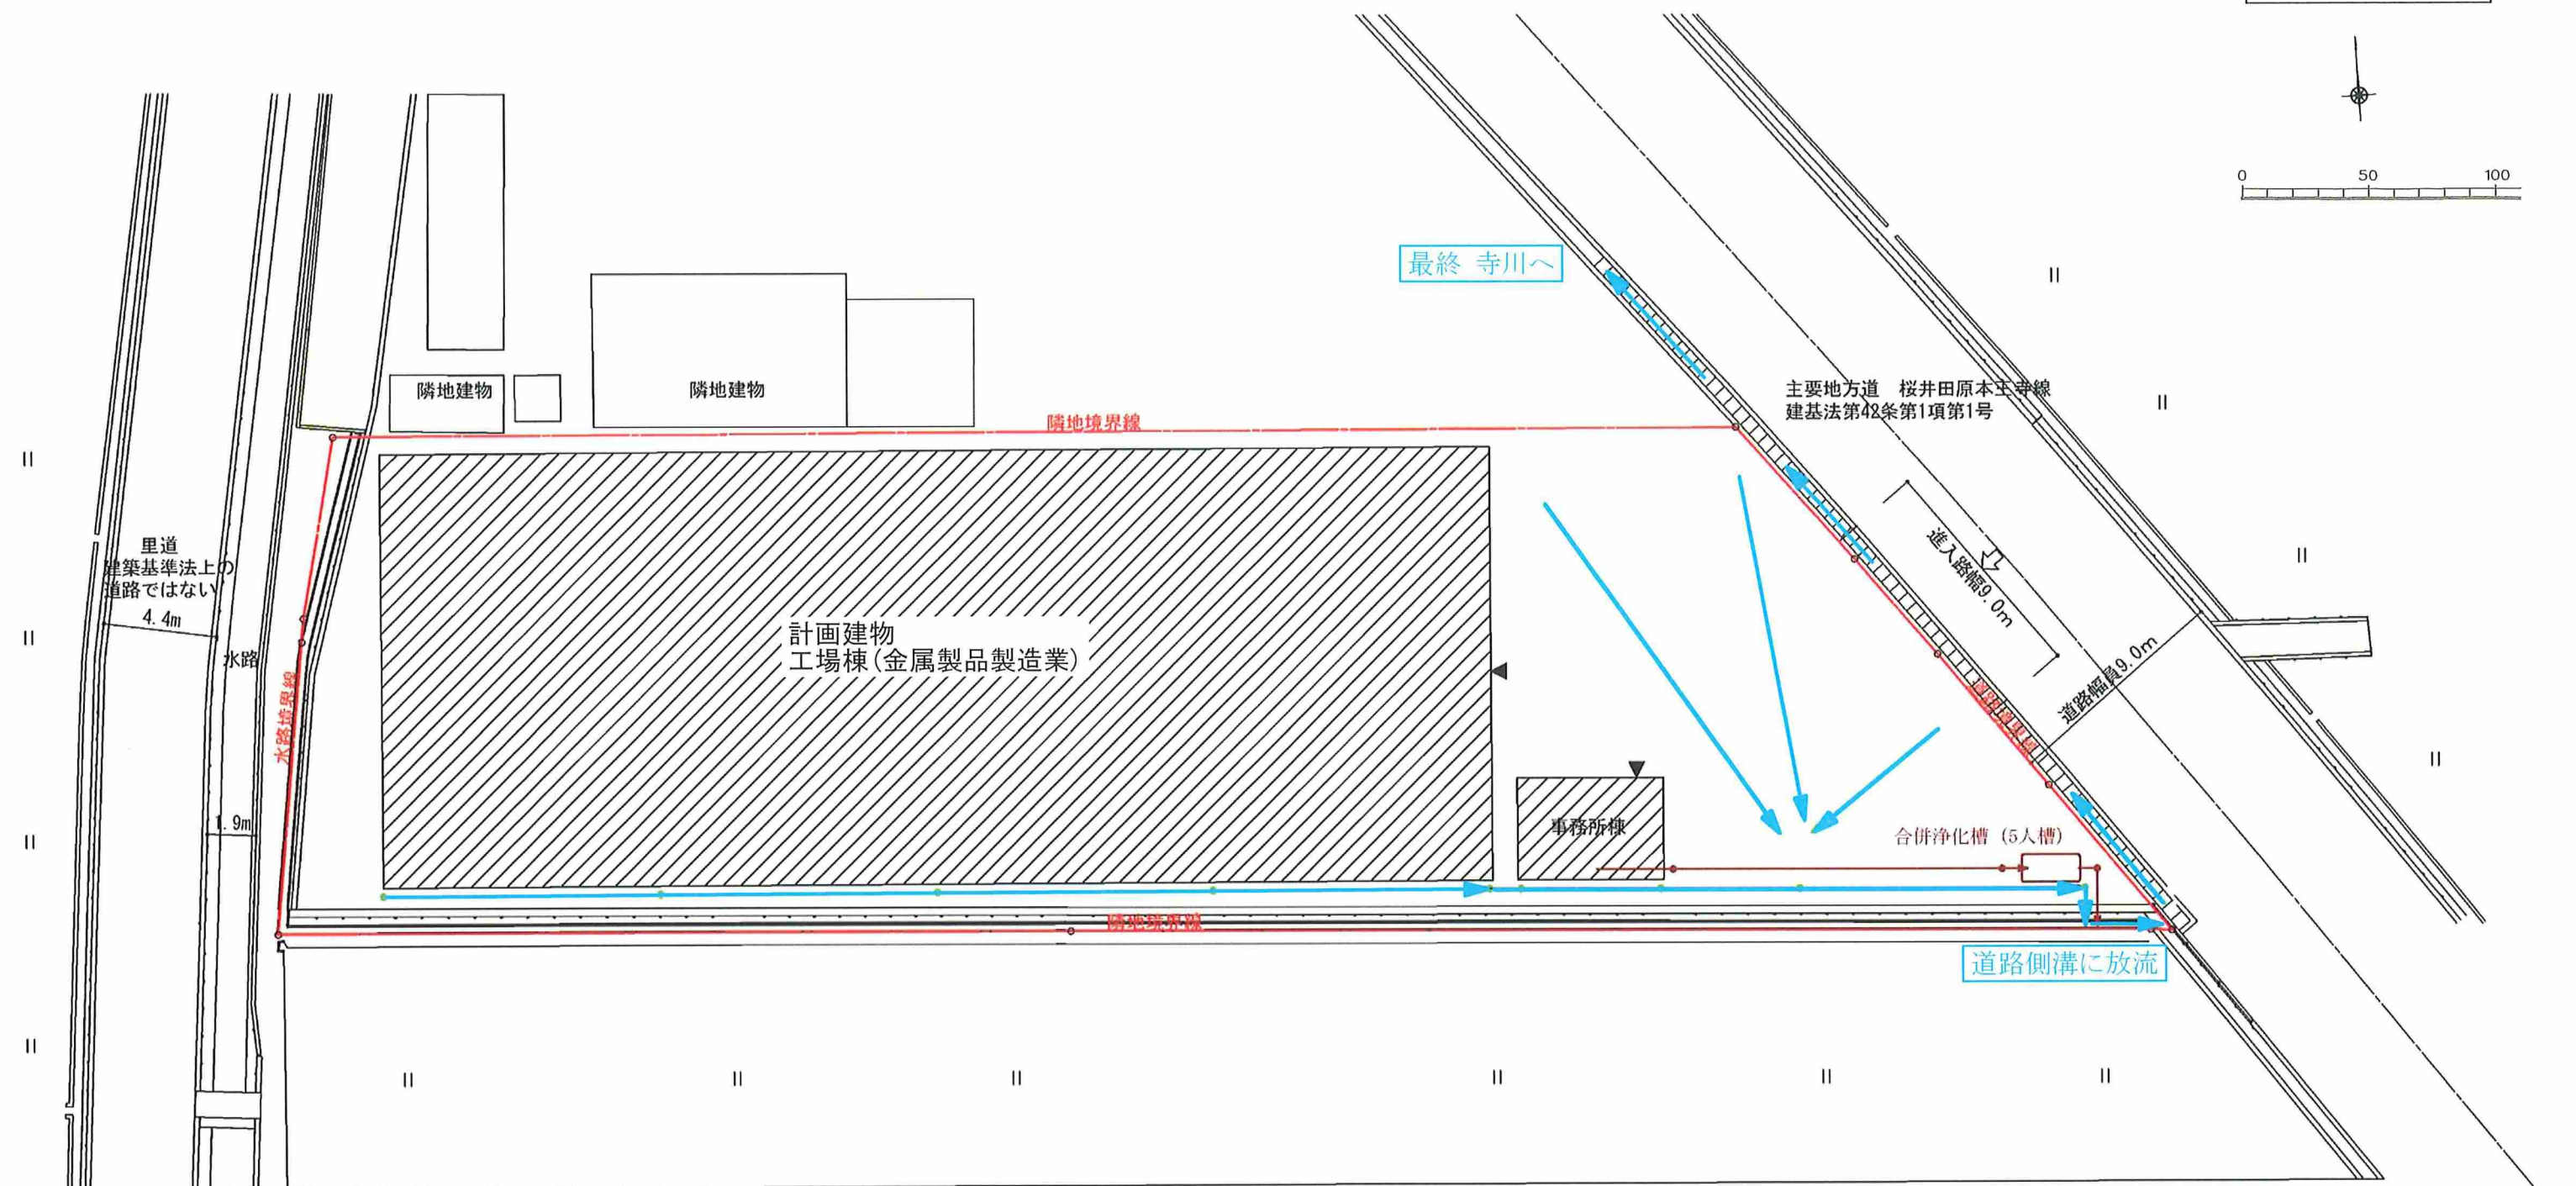 0 50 100
最終 寺川へ
隣地建物
隣地建物
主要地方道 桜井田原本王寺線
建基法第42条第1項第1号
隣地境界線
里道
建築基準法上の
道路ではない
4.4m
進入路幅9.0m
計画建物
工場棟(金属製品製造業)
水路
水路境界線
道路幅員9.0m
道路境界線
1.9m
事務所棟
合併浄化槽 (5人槽)
隣地境界線
道路側溝に放流